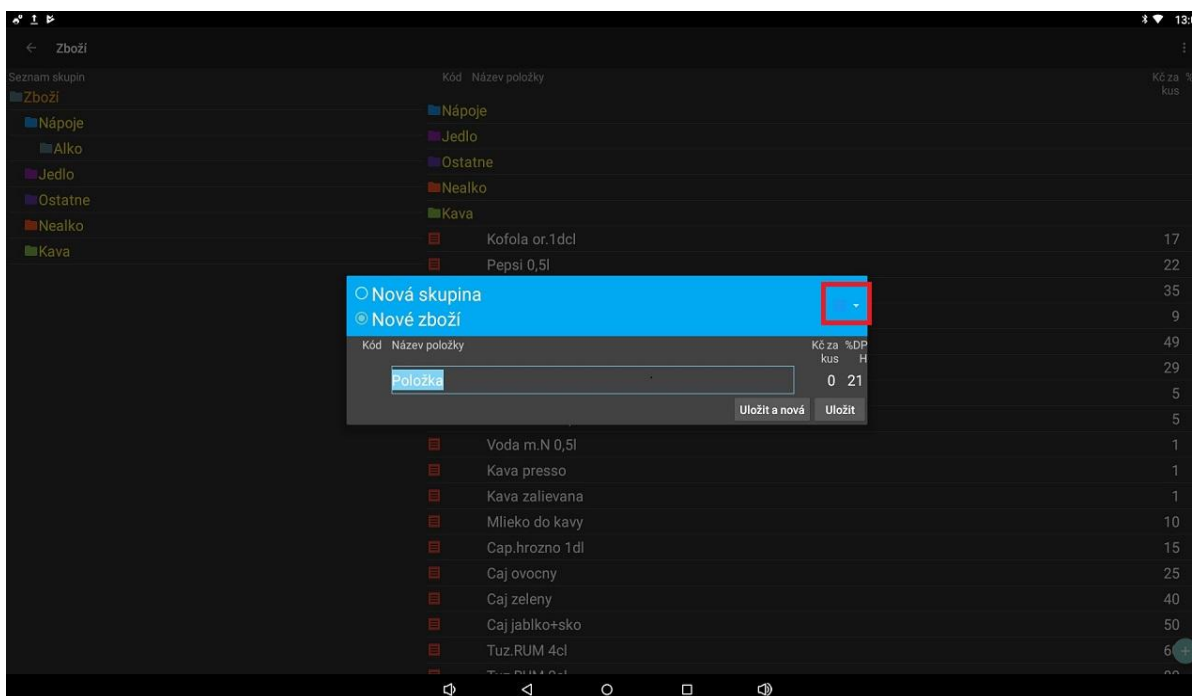 13:
Zboží
Seznam skupin
Zboží
Nápoje
Alko
Jedlo
Ostatne
Nealko
Kava
Kód Název položky
Kč za %
kus
Nápoje
Jedlo
Ostatne
Nealko
Kava
Kofola or.1dcl 17
Pepsi 0,5l 22
35
9
49
29
5
5
Nová skupina
Nové zboží
Kód Název položky Kč za %DP
kus H
Položka 0 21
Uložit a nová Uložit
Voda m.N 0,5l 1
Kava presso 1
Kava zalievana 1
Mlieko do kavy 10
Cap.hrozno 1dl 15
Caj ovocny 25
Caj zeleny 40
Caj jablko+sko 50
Tuz.RUM 4cl 6